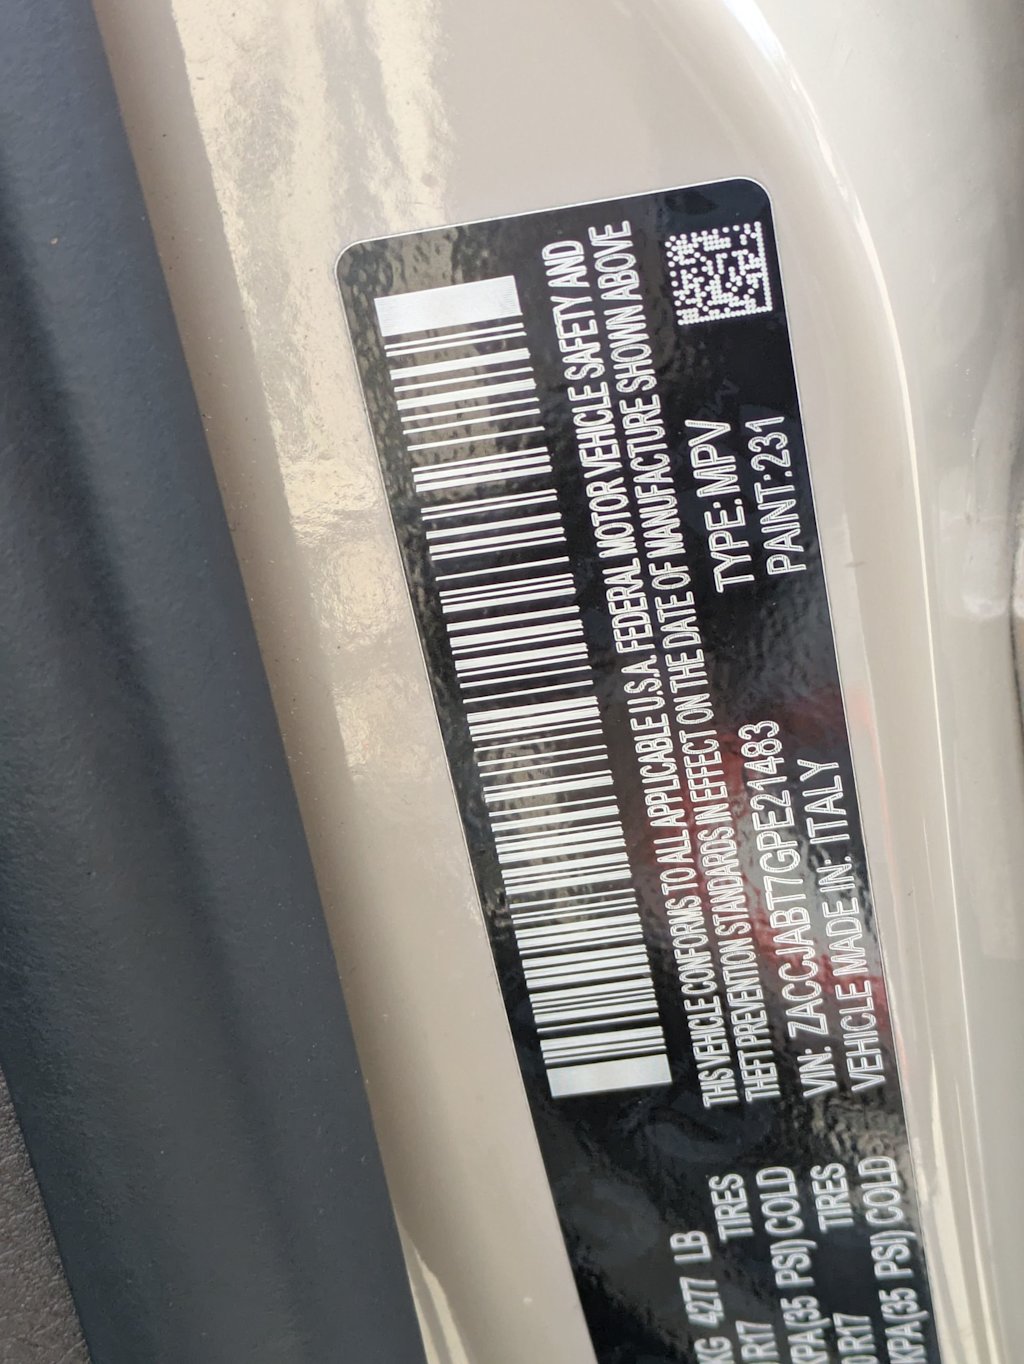 THIS VEHICLE CONFORMS TO ALL APPLICABLE U.S.A. FEDERAL MOTOR VEHICLE SAFETY AND
THEFT PREVENTION STANDARDS IN EFFECT ON THE DATE OF MANUFACTURE SHOWN ABOVE
VIN: ZACCJABT7GPE21483 TYPE: MPV
VEHICLE MADE IN: ITALY PAINT:231
KG 4277 LB
TIRES
R17 KPA(35 PSI) COLD
TIRES
R17 KPA(35 PSI) COLD